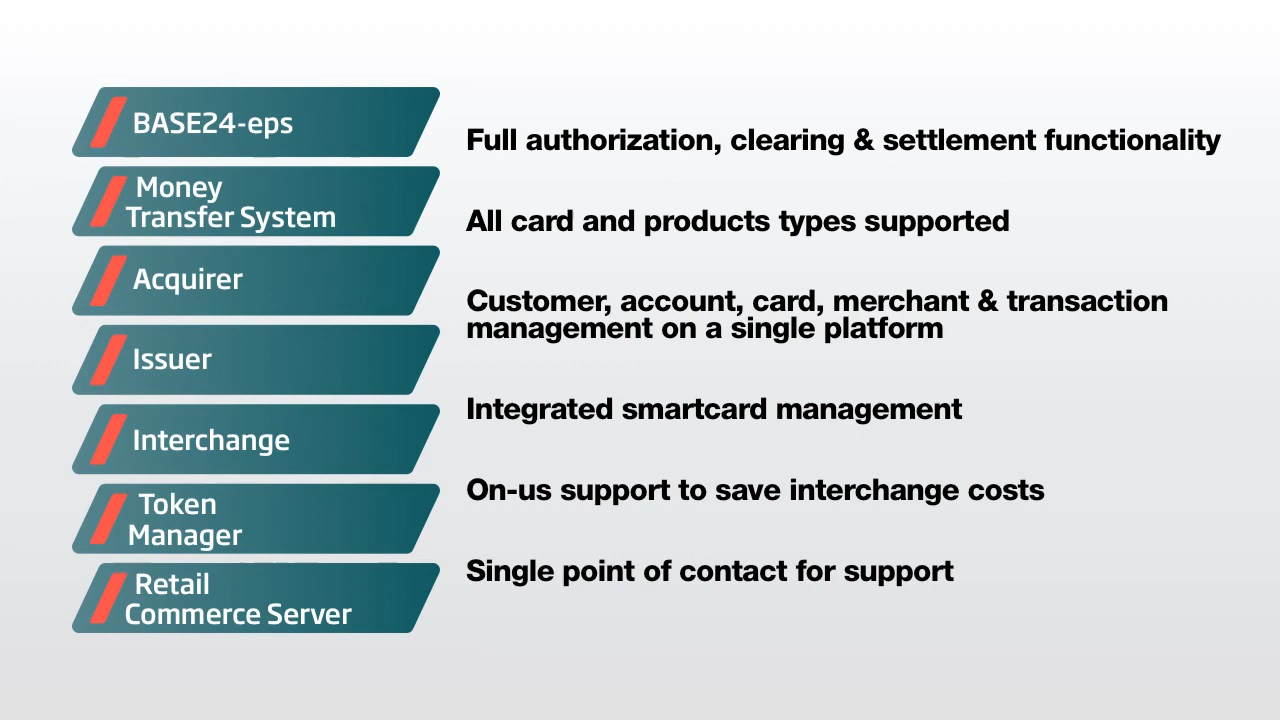 BASE24-eps
Money
Transfer System
Acquirer
Issuer
Interchange
Token
Manager
Retail
Commerce Server
Full authorization, clearing & settlement functionality
All card and products types supported
Customer, account, card, merchant & transaction
management on a single platform
Integrated smartcard management
On-us support to save interchange costs
Single point of contact for support